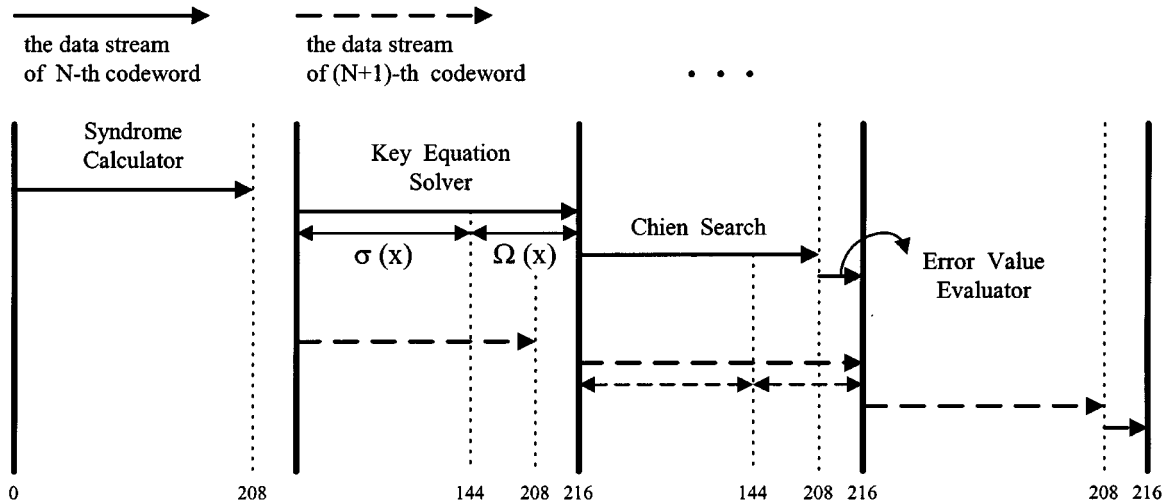 the data stream
of N-th codeword
the data stream
of (N+1)-th codeword
. . .
Syndrome
Calculator
Key Equation
Solver
σ (x)
Ω (x)
Chien Search
Error Value
Evaluator
0 208 144 208 216 144 208 216 208 216